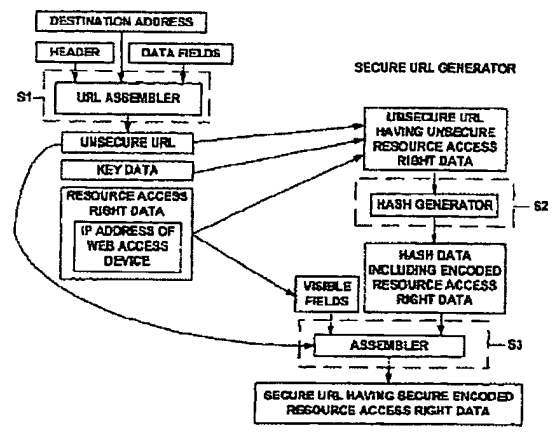 DESTINATION ADDRESS
HEADER
DATA FIELDS
SECURE URL GENERATOR
S1
URL ASSEMBLER
UNSECURE URL
KEY DATA
RESOURCE ACCESS
RIGHT DATA
IP ADDRESS OF
WEB ACCESS
DEVICE
UNSECURE URL
HAVING UNSECURE
RESOURCE ACCESS
RIGHT DATA
HASH GENERATOR
S2
HASH DATA
INCLUDING ENCODED
RESOURCE ACCESS
RIGHT DATA
VISIBLE
FIELDS
ASSEMBLER
S3
SECURE URL HAVING SECURE ENCODED
RESOURCE ACCESS RIGHT DATA